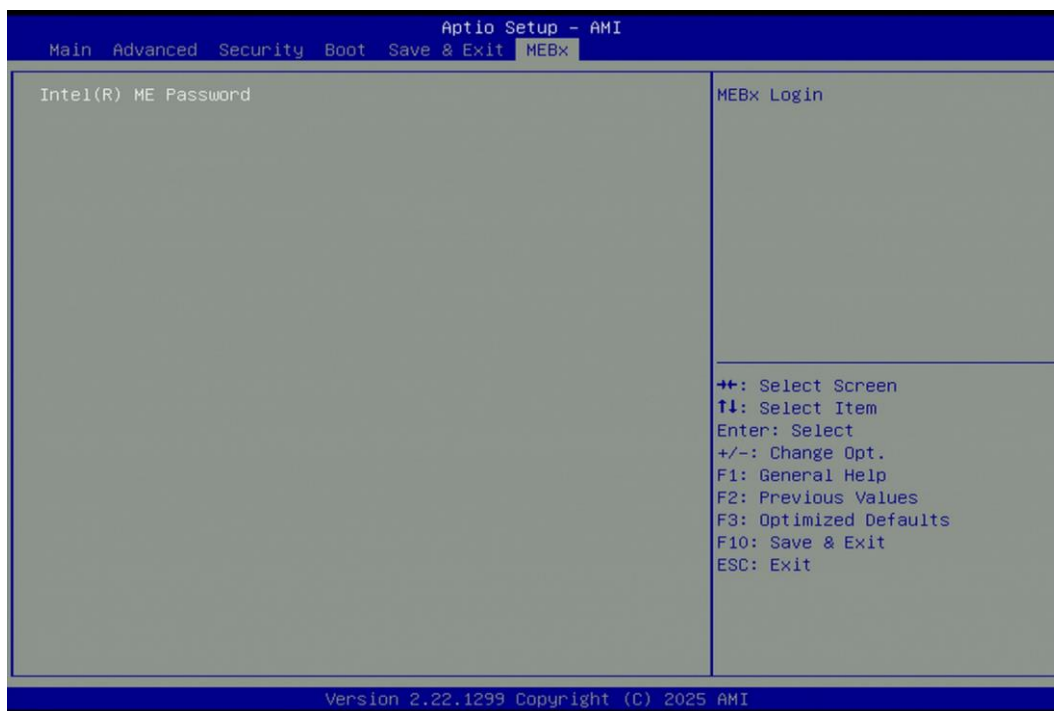 Aptio Setup – AMI
Main Advanced Security Boot Save & Exit MEBx
Intel(R) ME Password
MEBx Login
→←: Select Screen
↑↓: Select Item
Enter: Select
+/-: Change Opt.
F1: General Help
F2: Previous Values
F3: Optimized Defaults
F10: Save & Exit
ESC: Exit
Version 2.22.1299 Copyright (C) 2025 AMI